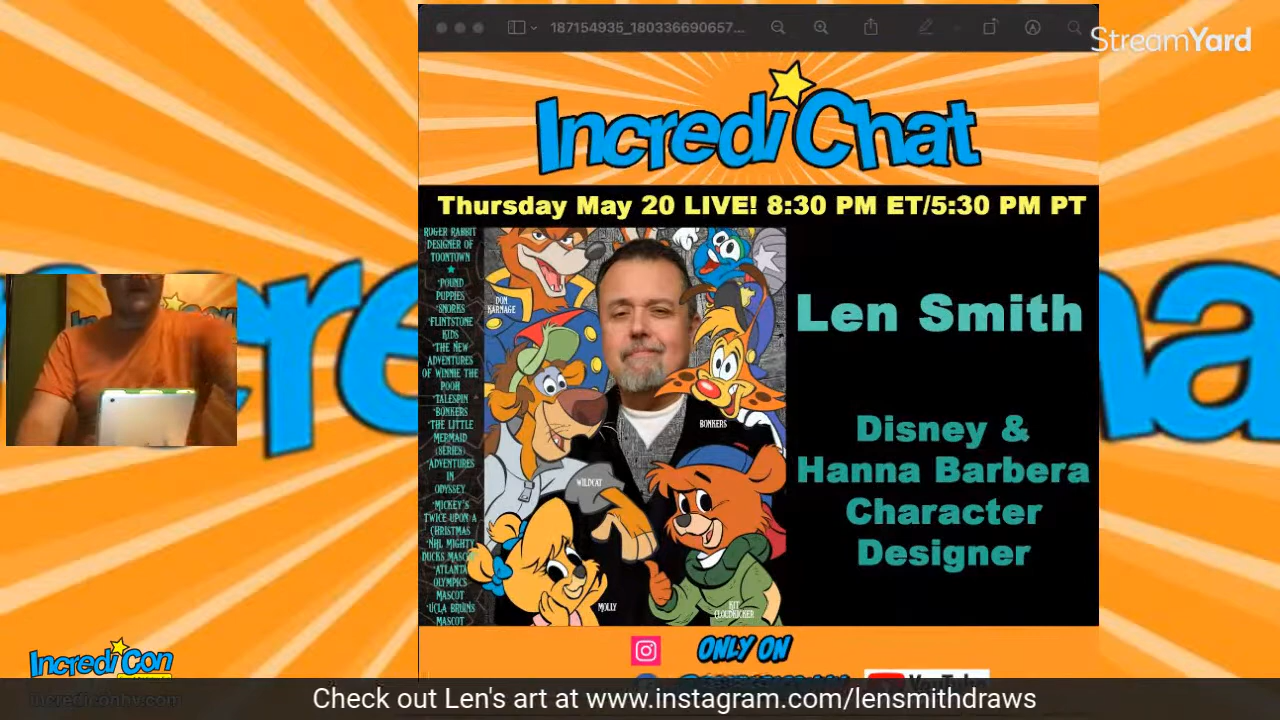 187154935_180336690657...
StreamYard
IncrediChat
Thursday May 20 LIVE! 8:30 PM ET/5:30 PM PT
ROGER RABBIT
DESIGNER OF
TOONTOWN
*POUND
PUPPIES
*SNORKS
*FLINTSTONE
KIDS
*THE NEW
ADVENTURES
OF WINNIE THE
POOH
*TALESPIN
*BONKERS
*THE LITTLE
MERMAID
(SERIES)
*ADVENTURES
IN
ODYSSEY
*MICKEY'S
TWICE UPON A
CHRISTMAS
*NHL MIGHTY
DUCKS MASCOT
*ATLANTA
OLYMPICS
MASCOT
*UCLA BRUINS
MASCOT
DON
KARNAGE
BONKERS
WILDCAT
MOLLY
KIT
CLOUDKICKER
Len Smith
Disney &
Hanna Barbera
Character
Designer
ONLY ON
YouTube
IncrediCon
incrediconbv.com
Check out Len's art at www.instagram.com/lensmithdraws